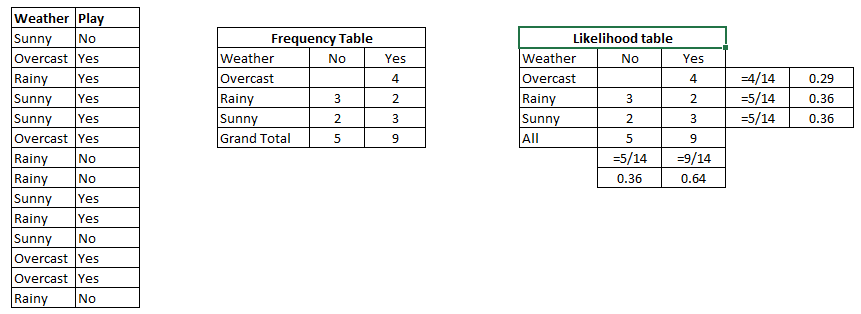 Weather Play
Sunny No
Overcast Yes
Rainy Yes
Sunny Yes
Sunny Yes
Overcast Yes
Rainy No
Rainy No
Sunny Yes
Rainy Yes
Sunny No
Overcast Yes
Overcast Yes
Rainy No
Frequency Table
Weather No Yes
Overcast 4
Rainy 3 2
Sunny 2 3
Grand Total 5 9
Likelihood table
Weather No Yes
Overcast 4 =4/14 0.29
Rainy 3 2 =5/14 0.36
Sunny 2 3 =5/14 0.36
All 5 9
=5/14 =9/14
0.36 0.64